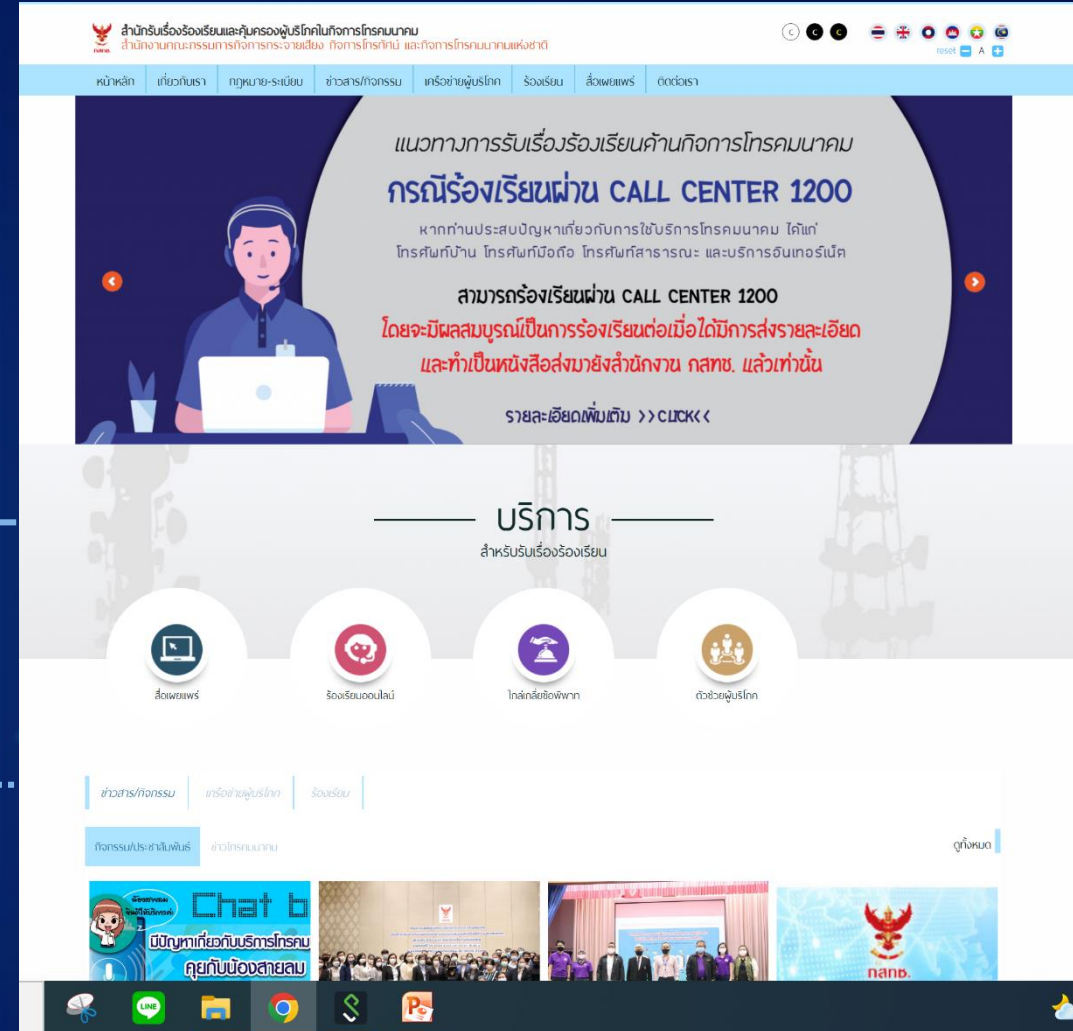 สำนักรับเรื่องร้องเรียนและคุ้มครองผู้บริโภคในกิจการโทรคมนาคม
สำนักงานคณะกรรมการกิจการกระจายเสียง กิจการโทรทัศน์ และกิจการโทรคมนาคมแห่งชาติ
กสทช.
C C C
reset - A +
หน้าหลัก เกี่ยวกับเรา กฎหมาย-ระเบียบ ข่าวสาร/กิจกรรม เครือข่ายผู้บริโภค ร้องเรียน สื่อเผยแพร่ ติดต่อเรา
แนวทางการรับเรื่องร้องเรียนด้านกิจการโทรคมนาคม
กรณีร้องเรียนผ่าน CALL CENTER 1200
หากท่านประสบปัญหาเกี่ยวกับการใช้บริการโทรคมนาคม ได้แก่
โทรศัพท์บ้าน โทรศัพท์มือถือ โทรศัพท์สาธารณะ และบริการอินเทอร์เน็ต
สามารถร้องเรียนผ่าน CALL CENTER 1200
โดยจะมีผลสมบูรณ์เป็นการร้องเรียนต่อเมื่อได้มีการส่งรายละเอียด
และทำเป็นหนังสือส่งมายังสำนักงาน กสทช. แล้วเท่านั้น
รายละเอียดเพิ่มเติม >>CLICK<<
บริการ
สำหรับรับเรื่องร้องเรียน
สื่อเผยแพร่ ร้องเรียนออนไลน์ ไกล่เกลี่ยข้อพิพาท ตัวช่วยผู้บริโภค
ข่าวสาร/กิจกรรม เครือข่ายผู้บริโภค ร้องเรียน
กิจกรรม/ประชาสัมพันธ์ ข่าวโทรคมนาคม ดูทั้งหมด
Chat b
มีปัญหาเกี่ยวกับบริการโทรคม
คุยกับน้องสายลม
กสทช.
LINE